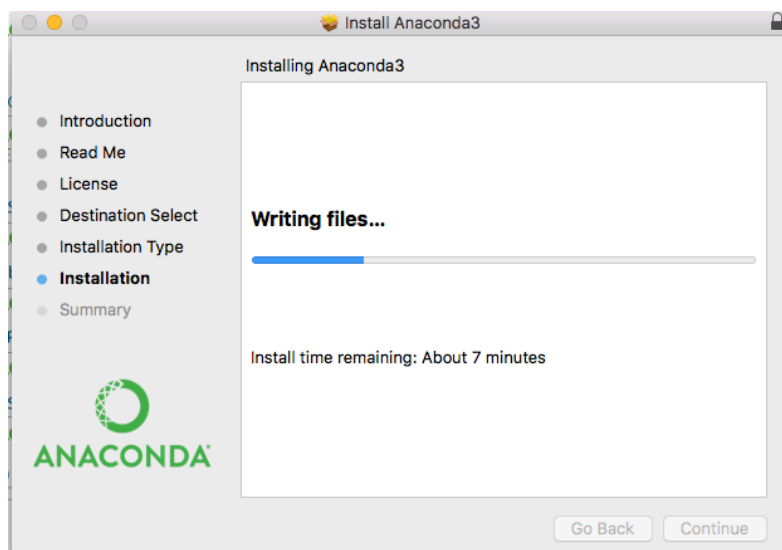 Install Anaconda3
Installing Anaconda3
Introduction
Read Me
License
Destination Select
Installation Type
Installation
Summary
Writing files...
Install time remaining: About 7 minutes
ANACONDA
Go Back
Continue